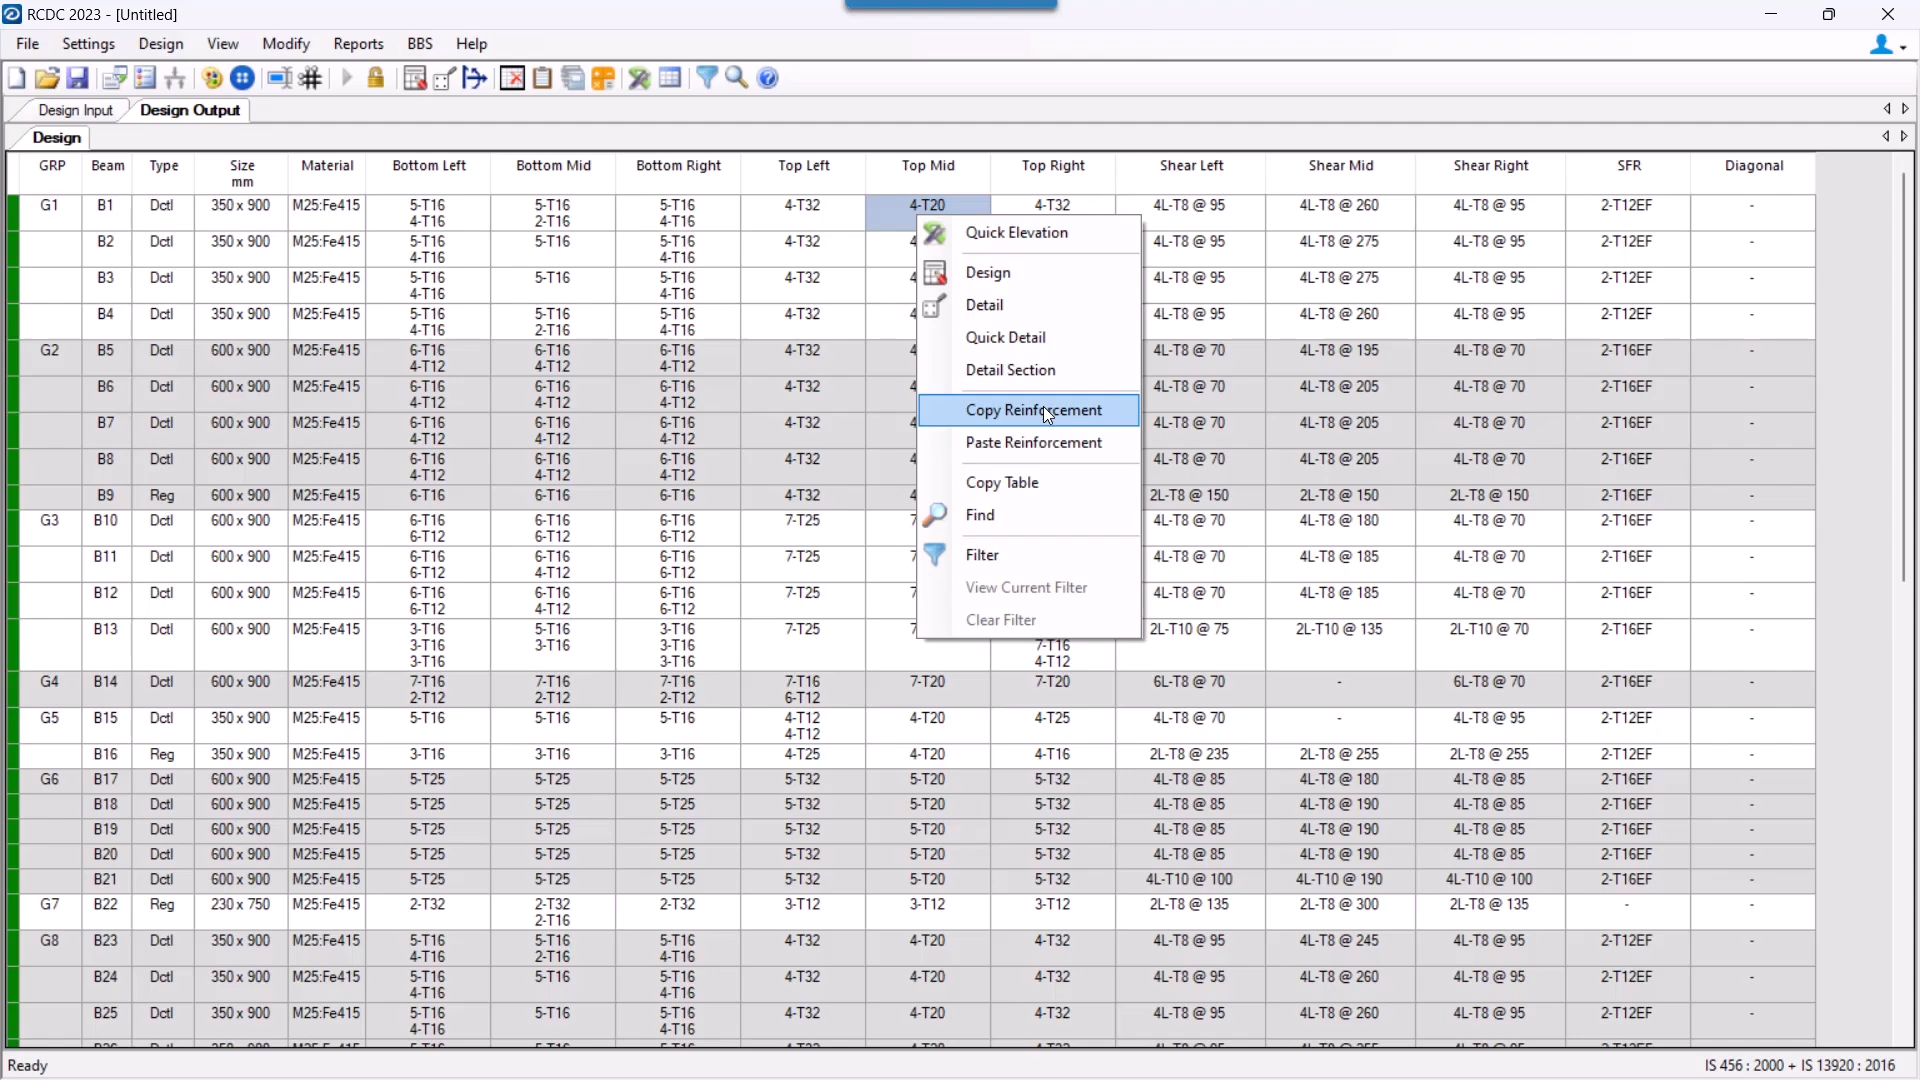 RCDC 2023 - [Untitled]
File Settings Design View Modify Reports BBS Help
Design Input Design Output
Design
GRP Beam Type Size mm Material Bottom Left Bottom Mid Bottom Right Top Left Top Mid Top Right Shear Left Shear Mid Shear Right SFR Diagonal
G1 B1 Dctl 350 x 900 M25:Fe415 5-T16 5-T16 5-T16 4-T32 4-T20 4-T32 4L-T8 @ 95 4L-T8 @ 260 4L-T8 @ 95 2-T12EF -
4-T16 2-T16 4-T16
B2 Dctl 350 x 900 M25:Fe415 5-T16 5-T16 5-T16 4-T32 4L-T8 @ 95 4L-T8 @ 275 4L-T8 @ 95 2-T12EF -
4-T16 4-T16
B3 Dctl 350 x 900 M25:Fe415 5-T16 5-T16 5-T16 4-T32 4L-T8 @ 95 4L-T8 @ 275 4L-T8 @ 95 2-T12EF -
4-T16 4-T16
B4 Dctl 350 x 900 M25:Fe415 5-T16 5-T16 5-T16 4-T32 4L-T8 @ 95 4L-T8 @ 260 4L-T8 @ 95 2-T12EF -
4-T16 2-T16 4-T16
G2 B5 Dctl 600 x 900 M25:Fe415 6-T16 6-T16 6-T16 4-T32 4L-T8 @ 70 4L-T8 @ 195 4L-T8 @ 70 2-T16EF -
4-T12 4-T12 4-T12
B6 Dctl 600 x 900 M25:Fe415 6-T16 6-T16 6-T16 4-T32 4L-T8 @ 70 4L-T8 @ 205 4L-T8 @ 70 2-T16EF -
4-T12 4-T12 4-T12
B7 Dctl 600 x 900 M25:Fe415 6-T16 6-T16 6-T16 4-T32 4L-T8 @ 70 4L-T8 @ 205 4L-T8 @ 70 2-T16EF -
4-T12 4-T12 4-T12
B8 Dctl 600 x 900 M25:Fe415 6-T16 6-T16 6-T16 4-T32 4L-T8 @ 70 4L-T8 @ 205 4L-T8 @ 70 2-T16EF -
4-T12 4-T12 4-T12
B9 Reg 600 x 900 M25:Fe415 6-T16 6-T16 6-T16 4-T32 2L-T8 @ 150 2L-T8 @ 150 2L-T8 @ 150 2-T16EF -
G3 B10 Dctl 600 x 900 M25:Fe415 6-T16 6-T16 6-T16 7-T25 4L-T8 @ 70 4L-T8 @ 180 4L-T8 @ 70 2-T16EF -
6-T12 6-T12 6-T12
B11 Dctl 600 x 900 M25:Fe415 6-T16 6-T16 6-T16 7-T25 4L-T8 @ 70 4L-T8 @ 185 4L-T8 @ 70 2-T16EF -
6-T12 4-T12 6-T12
B12 Dctl 600 x 900 M25:Fe415 6-T16 6-T16 6-T16 7-T25 4L-T8 @ 70 4L-T8 @ 185 4L-T8 @ 70 2-T16EF -
6-T12 4-T12 6-T12
B13 Dctl 600 x 900 M25:Fe415 3-T16 5-T16 3-T16 7-T25 2L-T10 @ 75 2L-T10 @ 135 2L-T10 @ 70 2-T16EF -
3-T16 3-T16 3-T16 7-T16
3-T16 3-T16 4-T12
G4 B14 Dctl 600 x 900 M25:Fe415 7-T16 7-T16 7-T16 7-T16 7-T20 7-T20 6L-T8 @ 70 - 6L-T8 @ 70 2-T16EF -
2-T12 2-T12 2-T12 6-T12
G5 B15 Dctl 350 x 900 M25:Fe415 5-T16 5-T16 5-T16 4-T12 4-T20 4-T25 4L-T8 @ 70 - 4L-T8 @ 95 2-T12EF -
4-T12
B16 Reg 350 x 900 M25:Fe415 3-T16 3-T16 3-T16 4-T25 4-T20 4-T16 2L-T8 @ 235 2L-T8 @ 255 2L-T8 @ 255 2-T12EF -
G6 B17 Dctl 600 x 900 M25:Fe415 5-T25 5-T25 5-T25 5-T32 5-T20 5-T32 4L-T8 @ 85 4L-T8 @ 180 4L-T8 @ 85 2-T16EF -
B18 Dctl 600 x 900 M25:Fe415 5-T25 5-T25 5-T25 5-T32 5-T20 5-T32 4L-T8 @ 85 4L-T8 @ 190 4L-T8 @ 85 2-T16EF -
B19 Dctl 600 x 900 M25:Fe415 5-T25 5-T25 5-T25 5-T32 5-T20 5-T32 4L-T8 @ 85 4L-T8 @ 190 4L-T8 @ 85 2-T16EF -
B20 Dctl 600 x 900 M25:Fe415 5-T25 5-T25 5-T25 5-T32 5-T20 5-T32 4L-T8 @ 85 4L-T8 @ 190 4L-T8 @ 85 2-T16EF -
B21 Dctl 600 x 900 M25:Fe415 5-T25 5-T25 5-T25 5-T32 5-T20 5-T32 4L-T10 @ 100 4L-T10 @ 190 4L-T10 @ 100 2-T16EF -
G7 B22 Reg 230 x 750 M25:Fe415 2-T32 2-T32 2-T32 3-T12 3-T12 3-T12 2L-T8 @ 135 2L-T8 @ 300 2L-T8 @ 135 - -
2-T16
G8 B23 Dctl 350 x 900 M25:Fe415 5-T16 5-T16 5-T16 4-T32 4-T20 4-T32 4L-T8 @ 95 4L-T8 @ 245 4L-T8 @ 95 2-T12EF -
4-T16 2-T16 4-T16
B24 Dctl 350 x 900 M25:Fe415 5-T16 5-T16 5-T16 4-T32 4-T20 4-T32 4L-T8 @ 95 4L-T8 @ 260 4L-T8 @ 95 2-T12EF -
4-T16 4-T16
B25 Dctl 350 x 900 M25:Fe415 5-T16 5-T16 5-T16 4-T32 4-T20 4-T32 4L-T8 @ 95 4L-T8 @ 260 4L-T8 @ 95 2-T12EF -
4-T16 4-T16
Quick Elevation
Design
Detail
Quick Detail
Detail Section
Copy Reinforcement
Paste Reinforcement
Copy Table
Find
Filter
View Current Filter
Clear Filter
Ready IS 456 : 2000 + IS 13920 : 2016